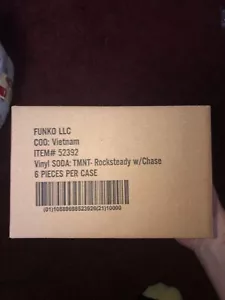 FUNKO LLC
COO: Vietnam
ITEM# 52392
Vinyl SODA: TMNT- Rocksteady w/Chase
6 PIECES PER CASE